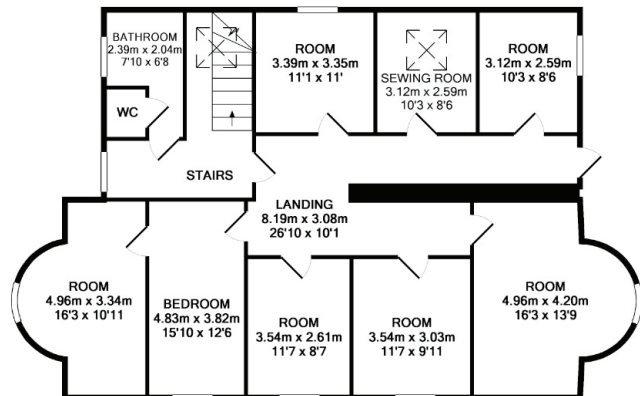 BATHROOM
2.39m x 2.04m
7'10 x 6'8
WC
STAIRS
ROOM
3.39m x 3.35m
11'1 x 11'
SEWING ROOM
3.12m x 2.59m
10'3 x 8'6
ROOM
3.12m x 2.59m
10'3 x 8'6
LANDING
8.19m x 3.08m
26'10 x 10'1
ROOM
4.96m x 3.34m
16'3 x 10'11
BEDROOM
4.83m x 3.82m
15'10 x 12'6
ROOM
3.54m x 2.61m
11'7 x 8'7
ROOM
3.54m x 3.03m
11'7 x 9'11
ROOM
4.96m x 4.20m
16'3 x 13'9